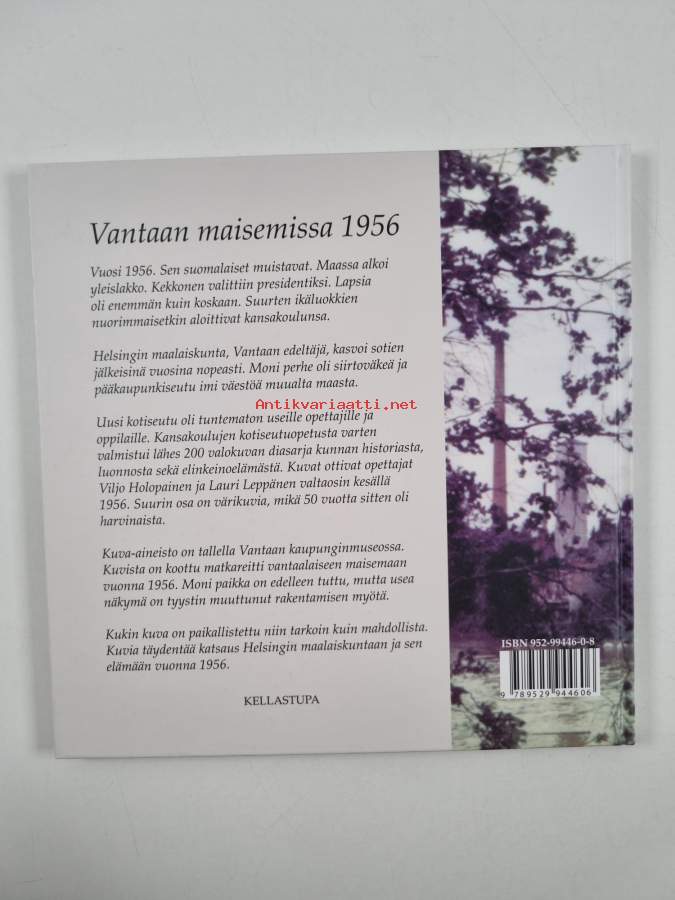 Vantaan maisemissa 1956
Vuosi 1956. Sen suomalaiset muistavat. Maassa alkoi
yleislakko. Kekkonen valittiin presidentiksi. Lapsia
oli enemmän kuin koskaan. Suurten ikäluokkien
nuorimmaisetkin aloittivat kansakoulunsa.
Helsingin maalaiskunta, Vantaan edeltäjä, kasvoi sotien
jälkeisinä vuosina nopeasti. Moni perhe oli siirtoväkeä ja
pääkaupunkiseutu imi väestöä muualta maasta.
Antikvariaatti.net
Uusi kotiseutu oli tuntematon useille opettajille ja
oppilaille. Kansakoulujen kotiseutuopetusta varten
valmistui lähes 200 valokuvan diasarja kunnan historiasta,
luonnosta sekä elinkeinoelämästä. Kuvat ottivat opettajat
Viljo Holopainen ja Lauri Leppänen valtaosin kesällä
1956. Suurin osa on värikuvia, mikä 50 vuotta sitten oli
harvinaista.
Kuva-aineisto on tallella Vantaan kaupunginmuseossa.
Kuvista on koottu matkareitti vantaalaiseen maisemaan
vuonna 1956. Moni paikka on edelleen tuttu, mutta usea
näkymä on tyystin muuttunut rakentamisen myötä.
Kukin kuva on paikallistettu niin tarkoin kuin mahdollista.
Kuvia täydentää katsaus Helsingin maalaiskuntaan ja sen
elämään vuonna 1956.
KELLASTUPA
ISBN 952-99446-0-8
9 789529 944606